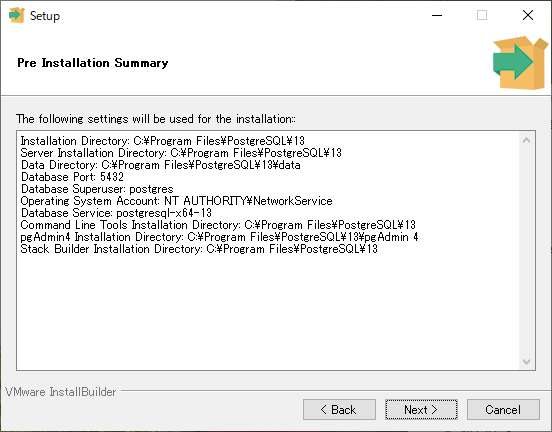 Setup
Pre Installation Summary
The following settings will be used for the installation::
Installation Directory: C:¥Program Files¥PostgreSQL¥13
Server Installation Directory: C:¥Program Files¥PostgreSQL¥13
Data Directory: C:¥Program Files¥PostgreSQL¥13¥data
Database Port: 5432
Database Superuser: postgres
Operating System Account: NT AUTHORITY¥NetworkService
Database Service: postgresql-x64-13
Command Line Tools Installation Directory: C:¥Program Files¥PostgreSQL¥13
pgAdmin4 Installation Directory: C:¥Program Files¥PostgreSQL¥13¥pgAdmin 4
Stack Builder Installation Directory: C:¥Program Files¥PostgreSQL¥13
VMware InstallBuilder
< Back
Next >
Cancel